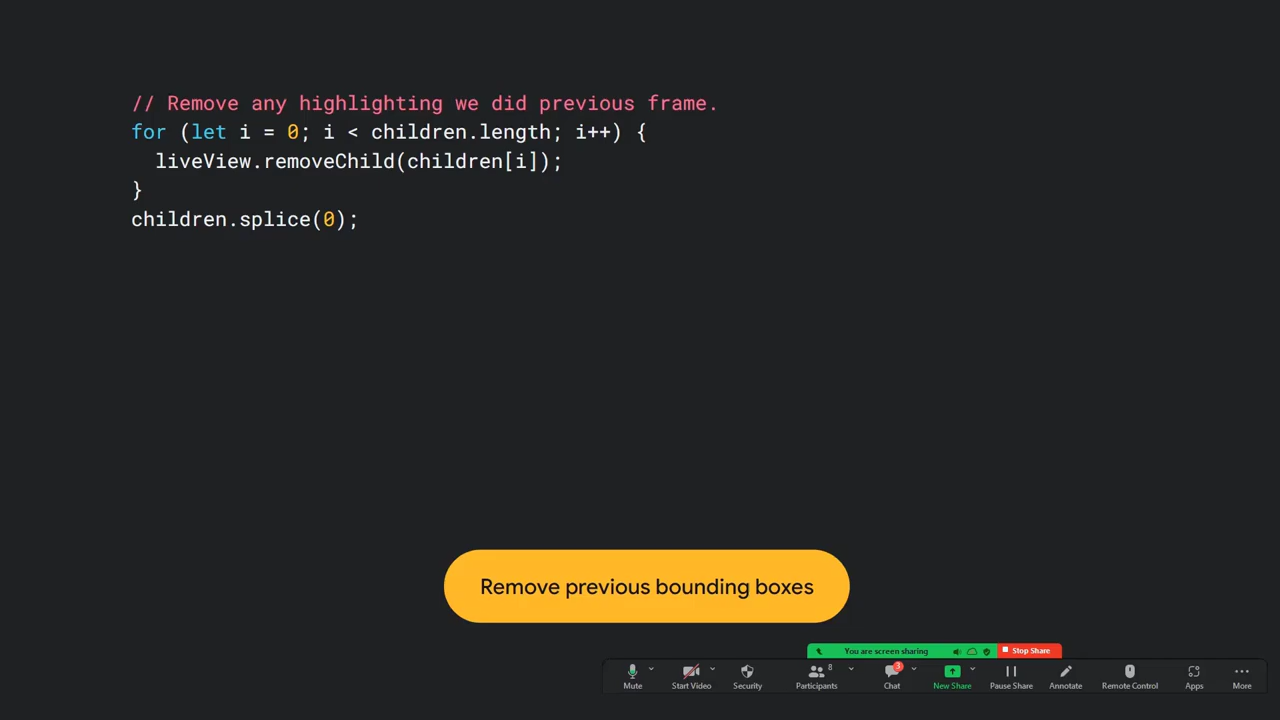 // Remove any highlighting we did previous frame.
for (let i = 0; i < children.length; i++) {
  liveView.removeChild(children[i]);
}
children.splice(0);
Remove previous bounding boxes
You are screen sharing
Stop Share
8
3
Mute
Start Video
Security
Participants
Chat
New Share
Pause Share
Annotate
Remote Control
Apps
More